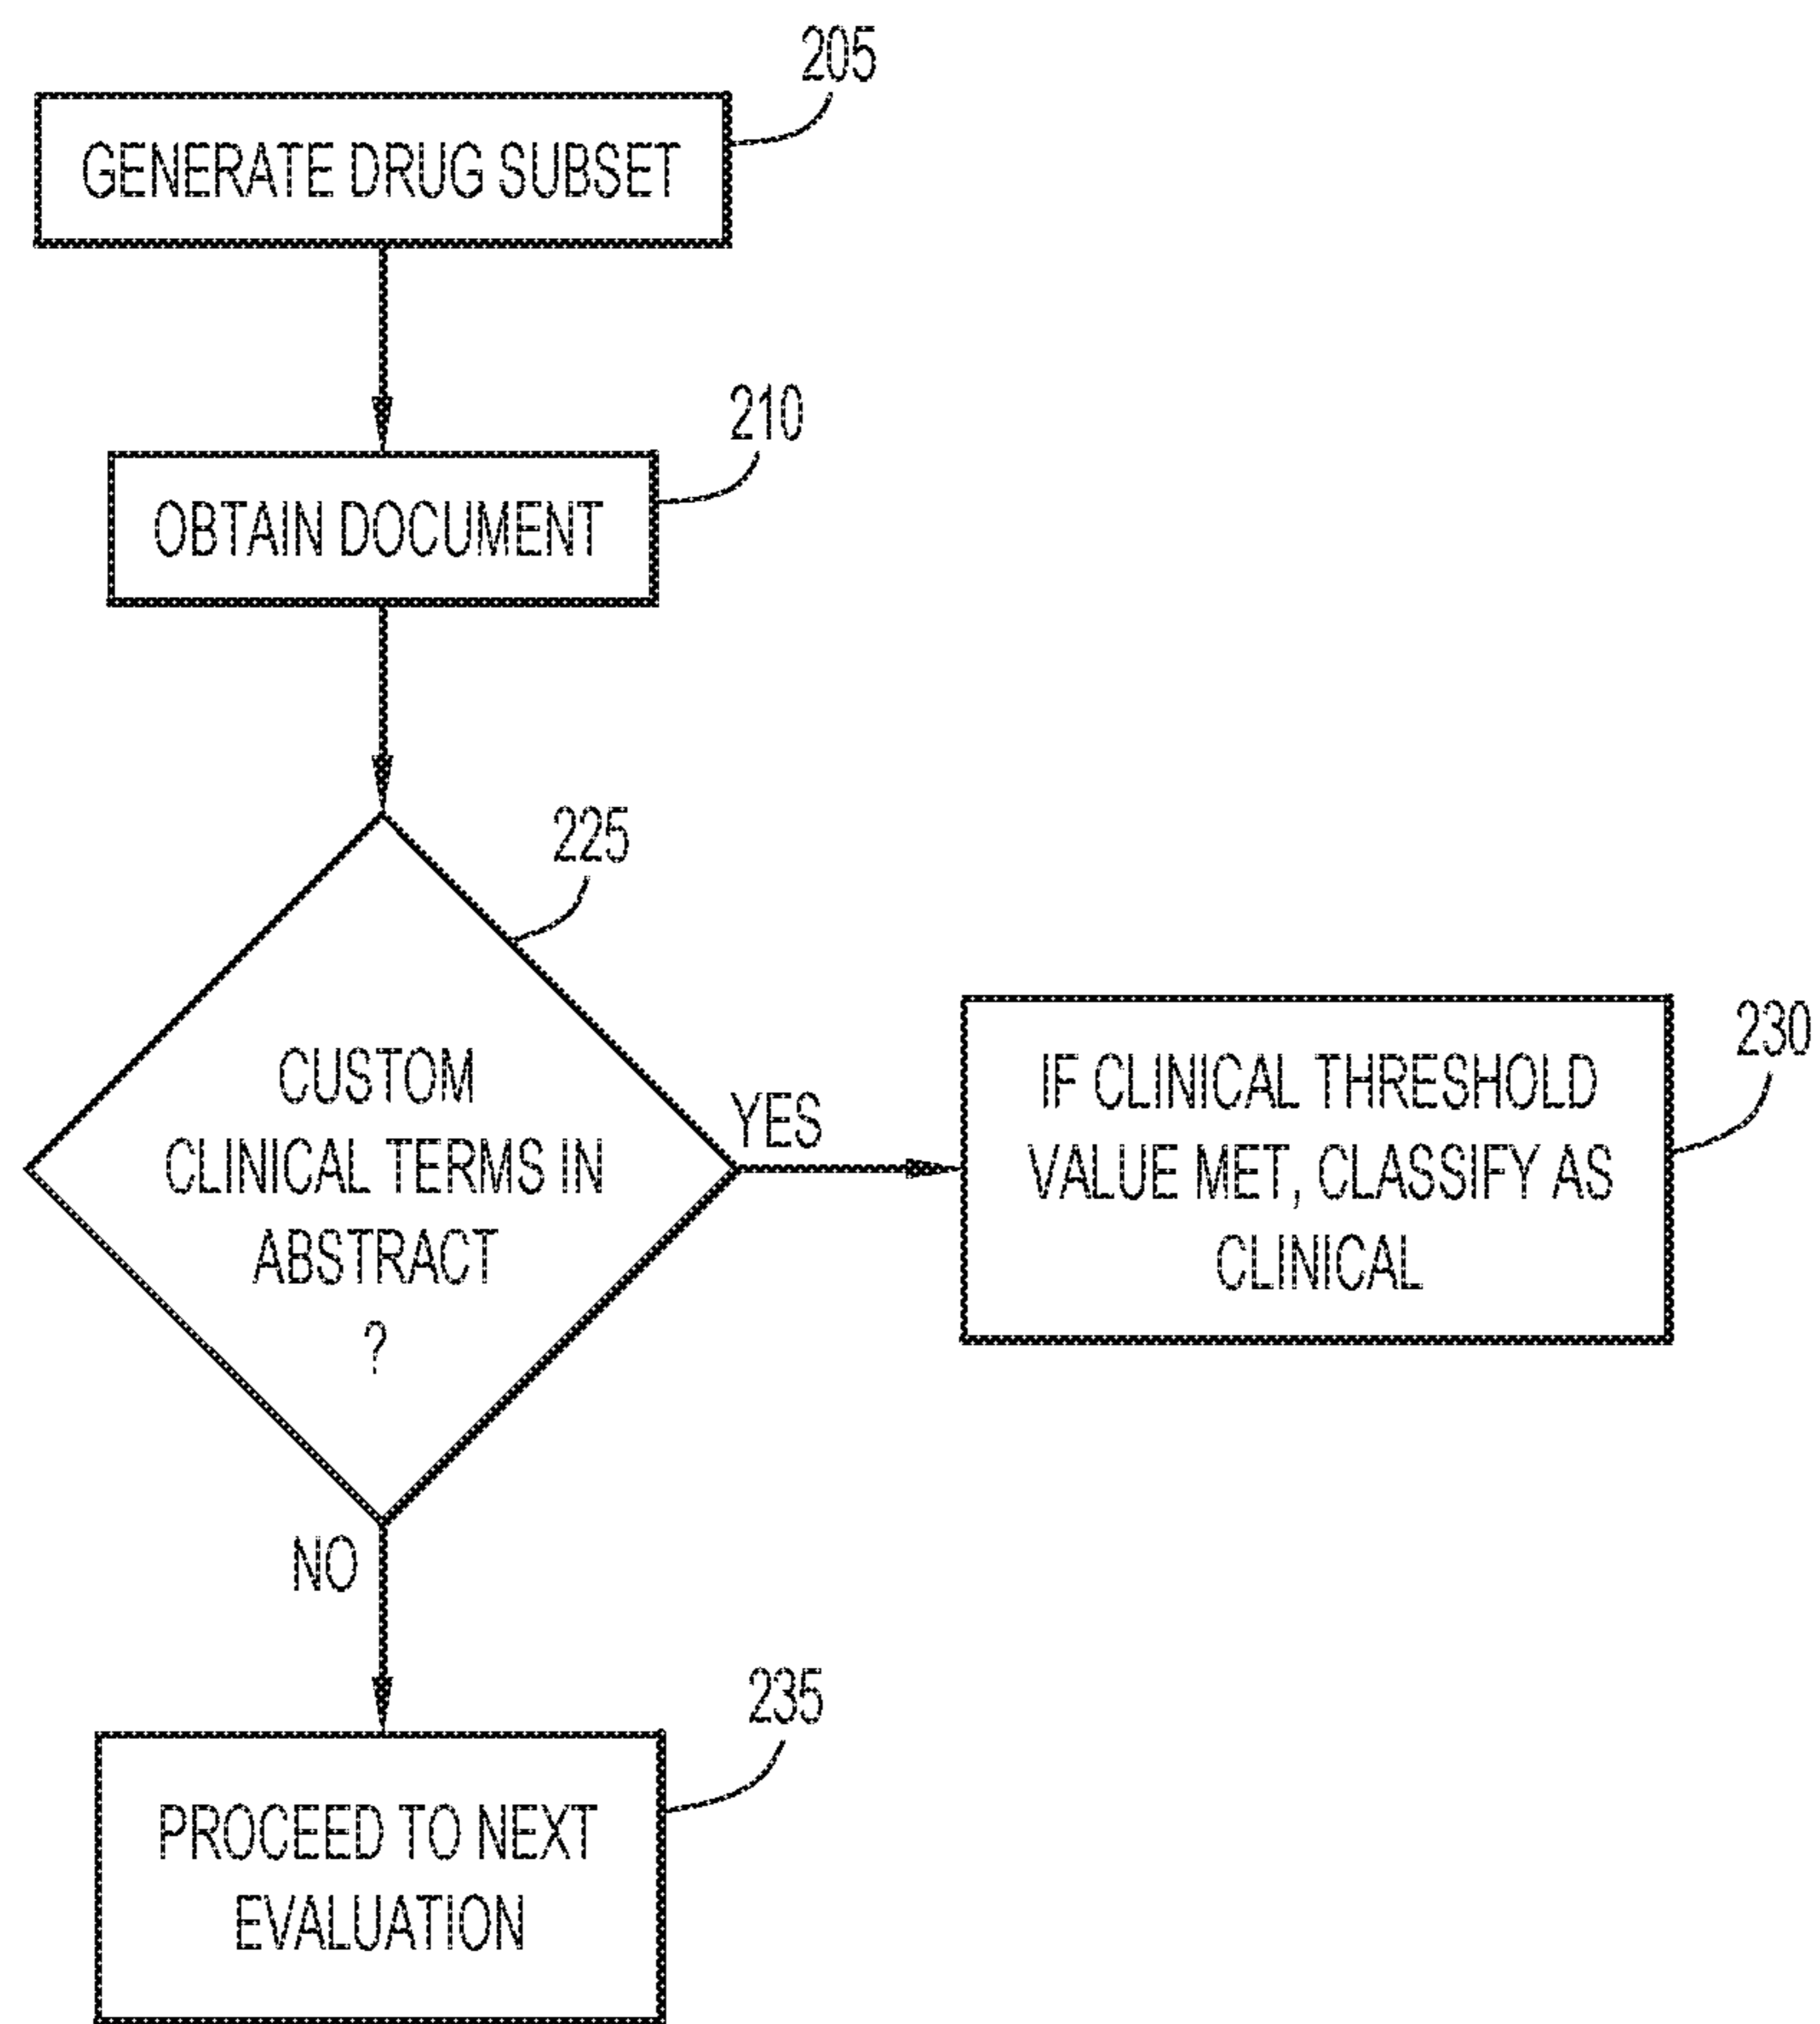 205
GENERATE DRUG SUBSET
210
OBTAIN DOCUMENT
225
CUSTOM
CLINICAL TERMS IN
ABSTRACT
?
YES
230
IF CLINICAL THRESHOLD
VALUE MET, CLASSIFY AS
CLINICAL
NO
235
PROCEED TO NEXT
EVALUATION